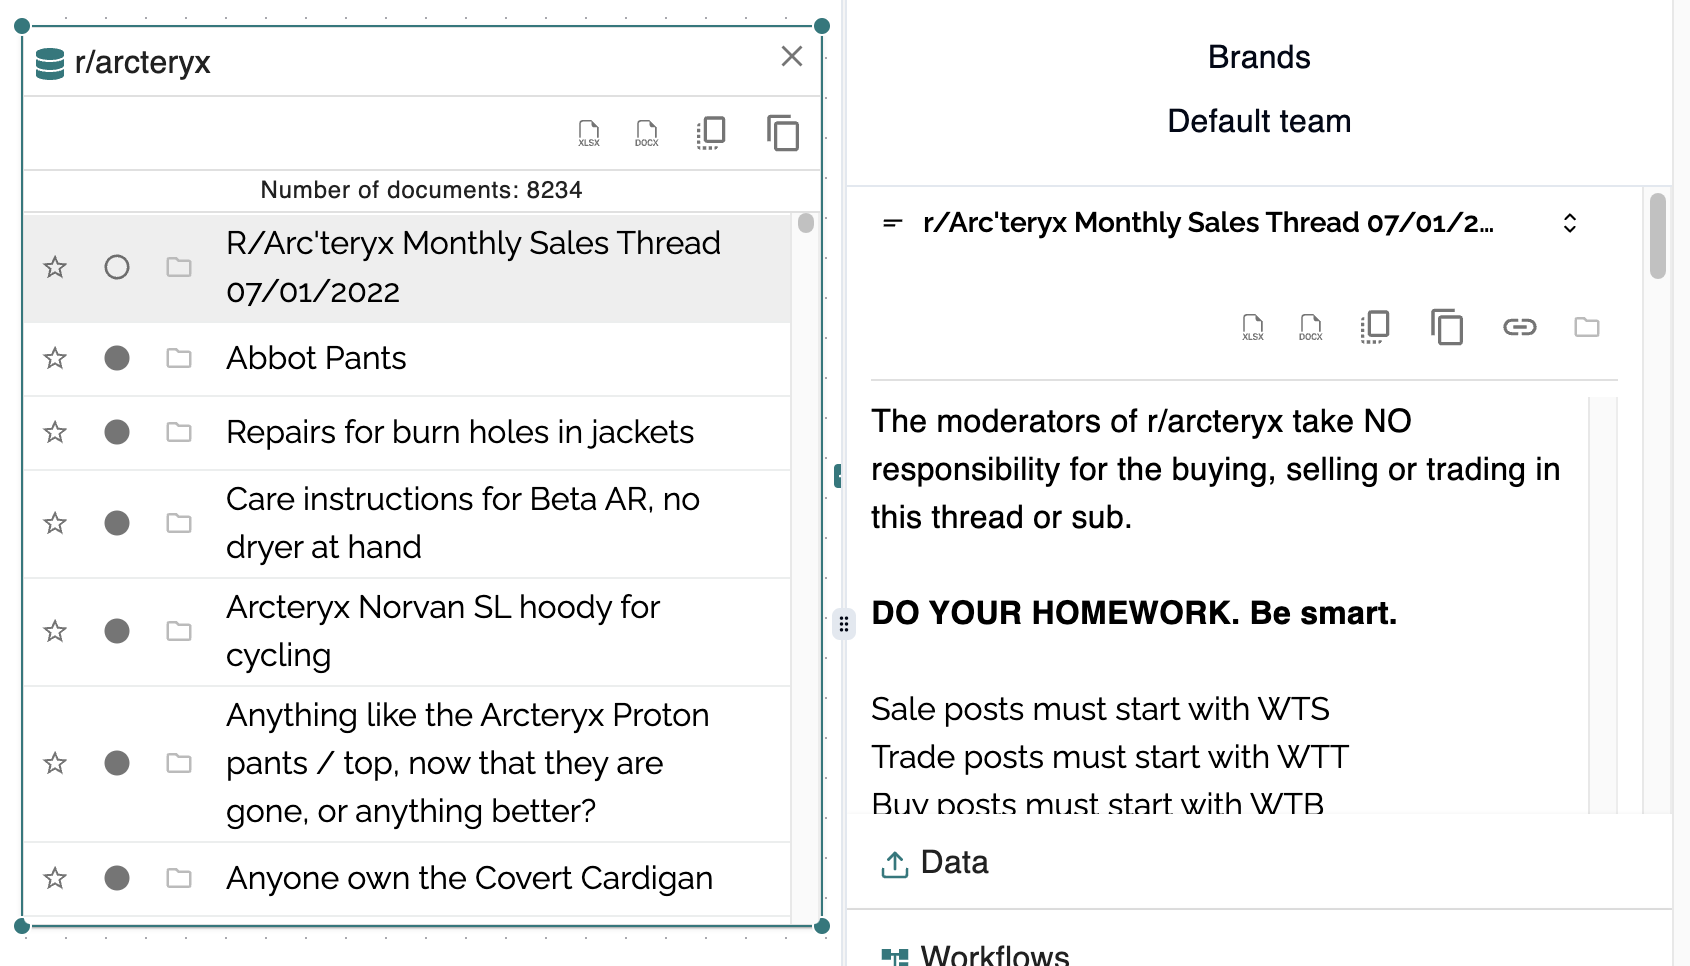 r/arcteryx
XLSX
DOCX
Number of documents: 8234
R/Arc'teryx Monthly Sales Thread
07/01/2022
Abbot Pants
Repairs for burn holes in jackets
Care instructions for Beta AR, no
dryer at hand
Arcteryx Norvan SL hoody for
cycling
Anything like the Arcteryx Proton
pants / top, now that they are
gone, or anything better?
Anyone own the Covert Cardigan
Brands
Default team
r/Arc'teryx Monthly Sales Thread 07/01/2...
XLSX
DOCX
The moderators of r/arcteryx take NO
responsibility for the buying, selling or trading in
this thread or sub.
DO YOUR HOMEWORK. Be smart.
Sale posts must start with WTS
Trade posts must start with WTT
Buy posts must start with WTB
Data
Workflows